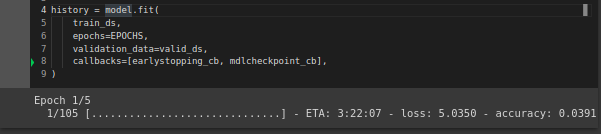 4 history = model.fit(
5 train_ds,
6 epochs=EPOCHS,
7 validation_data=valid_ds,
8 callbacks=[earlystopping_cb, mdlcheckpoint_cb],
9 )
Epoch 1/5
1/105 [..............................] - ETA: 3:22:07 - loss: 5.0350 - accuracy: 0.0391